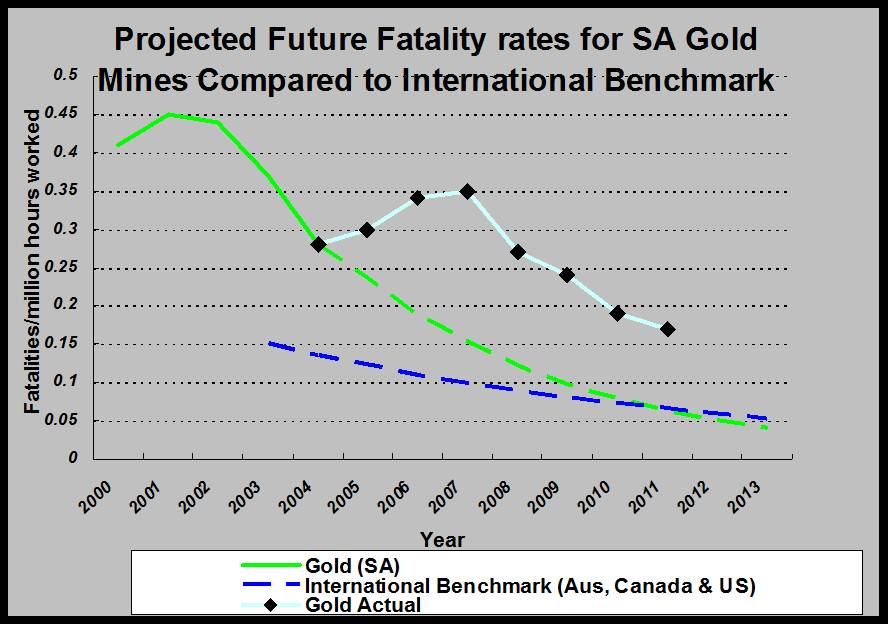 Projected Future Fatality rates for SA Gold
Mines Compared to International Benchmark
Fatalities/million hours worked
0.5
0.45
0.4
0.35
0.3
0.25
0.2
0.15
0.1
0.05
0
2000 2001 2002 2003 2004 2005 2006 2007 2008 2009 2010 2011 2012 2013
Year
Gold (SA)
International Benchmark (Aus, Canada & US)
Gold Actual